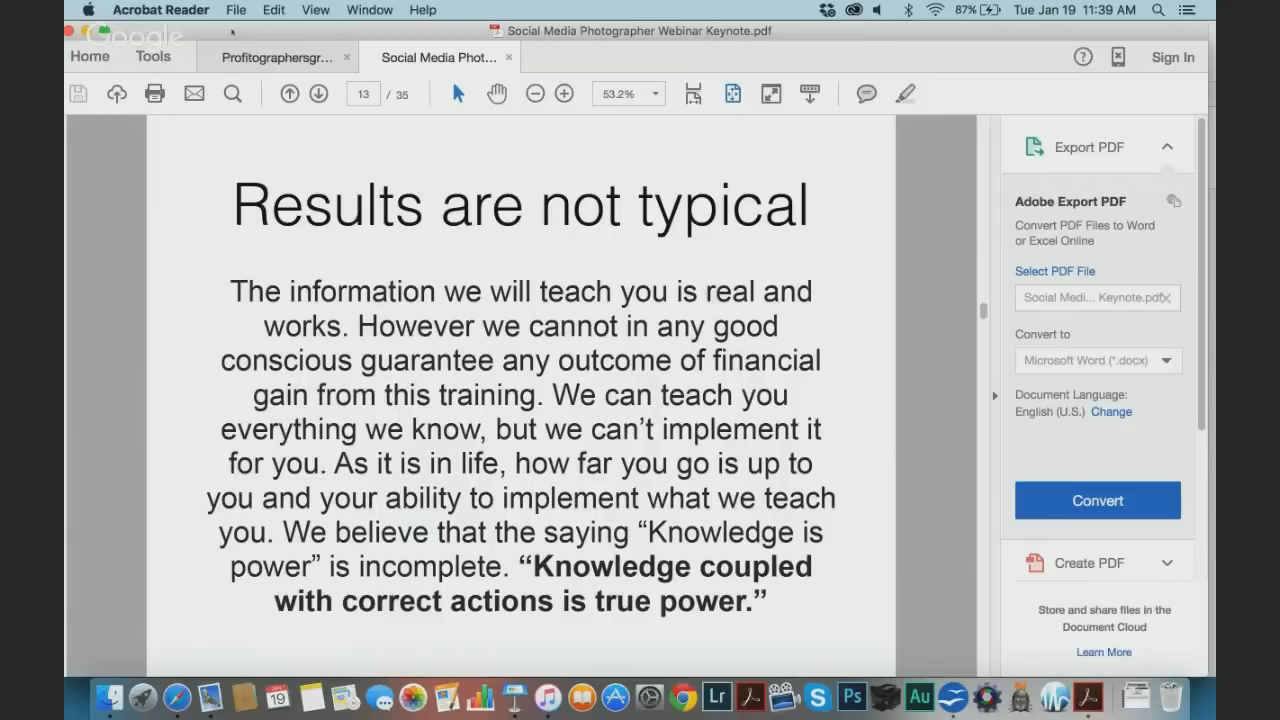 Acrobat Reader File Edit View Window Help 87% Tue Jan 19 11:39 AM
Google
Social Media Photographer Webinar Keynote.pdf
Home Tools Profitographersgr... × Social Media Phot... × Sign In
13 / 35 53.2%
Results are not typical
The information we will teach you is real and
works. However we cannot in any good
conscious guarantee any outcome of financial
gain from this training. We can teach you
everything we know, but we can’t implement it
for you. As it is in life, how far you go is up to
you and your ability to implement what we teach
you. We believe that the saying “Knowledge is
power” is incomplete. “Knowledge coupled
with correct actions is true power.”
Export PDF
Adobe Export PDF
Convert PDF Files to Word
or Excel Online
Select PDF File
Social Medi... Keynote.pdf
Convert to
Microsoft Word (*.docx)
Document Language:
English (U.S.) Change
Convert
Create PDF
Store and share files in the
Document Cloud
Learn More
19 Lr S Ps Au